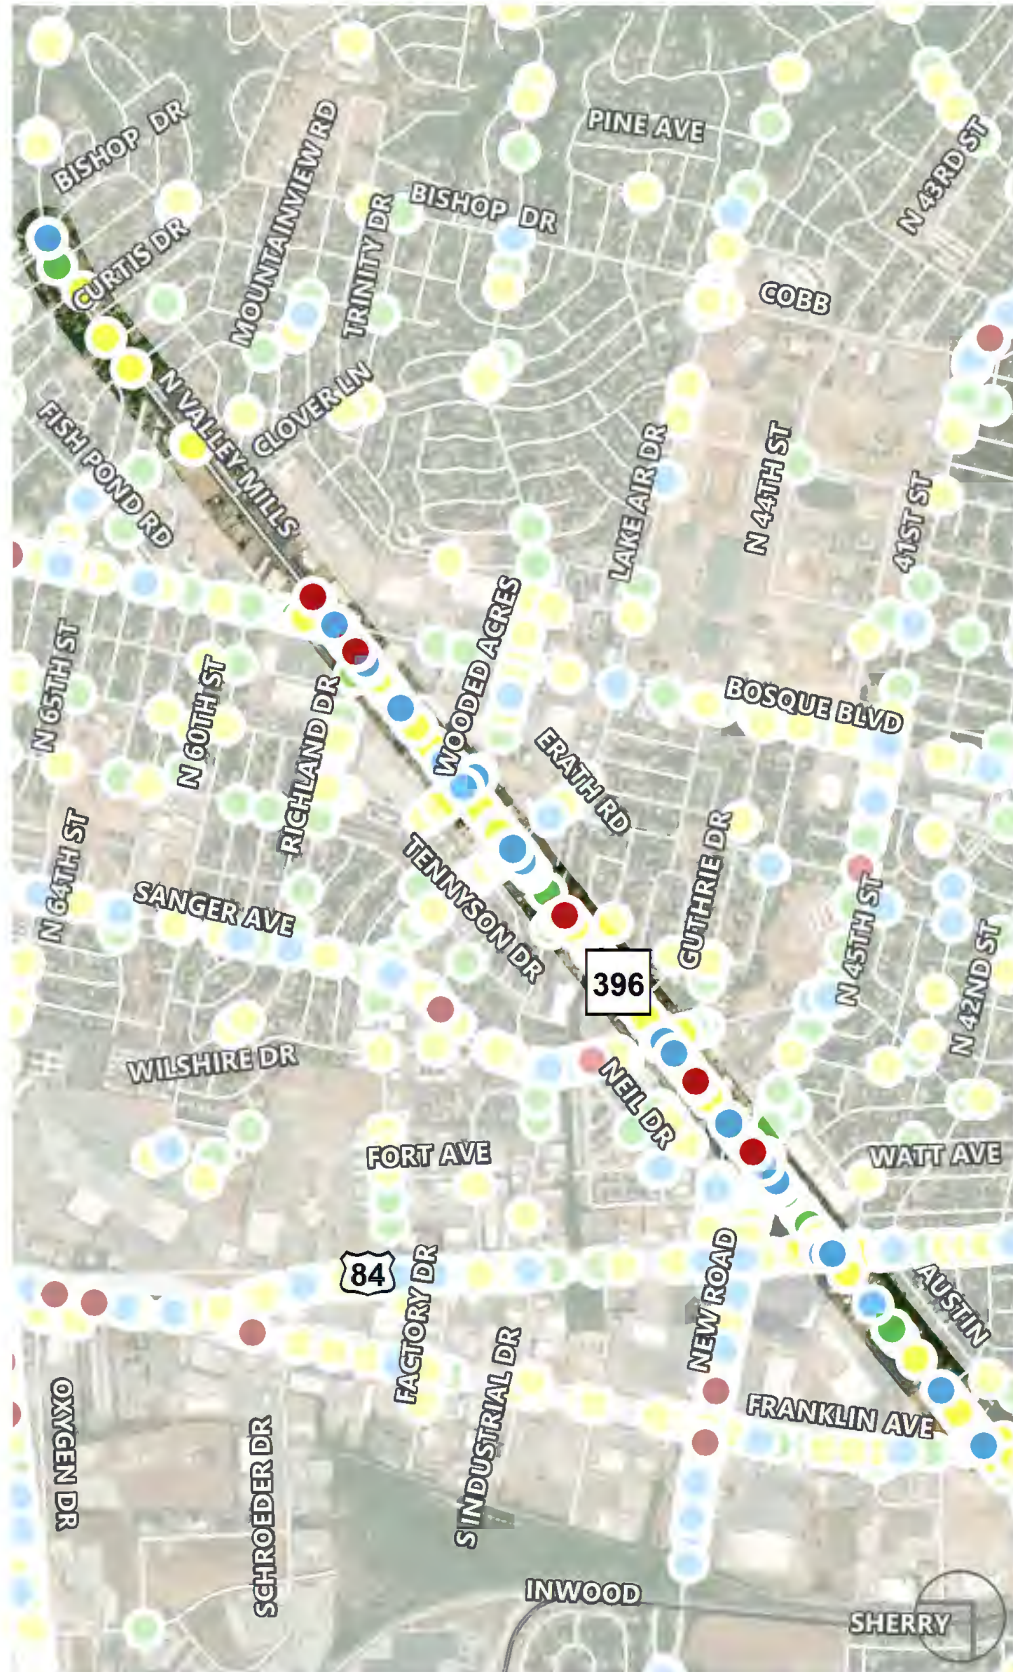 PINE AVE
BISHOP DR
N 43RD ST
MOUNTAINVIEW RD
BISHOP DR
TRINITY DR
CURTIS DR
COBB
N VALLEY MILLS
CLOVER LN
FISH POND RD
LAKE AIR DR
N 44TH ST
41ST ST
WOODED ACRES
N 65TH ST
N 60TH ST
RICHLAND DR
BOSQUE BLVD
ERATH RD
N 64TH ST
TENNYSON DR
GUTHRIE DR
SANGER AVE
N 45TH ST
N 42ND ST
396
WILSHIRE DR
NEIL DR
FORT AVE
WATT AVE
84
FACTORY DR
NEW ROAD
AUSTIN
S INDUSTRIAL DR
FRANKLIN AVE
OXYGEN DR
SCHROEDER DR
INWOOD
SHERRY